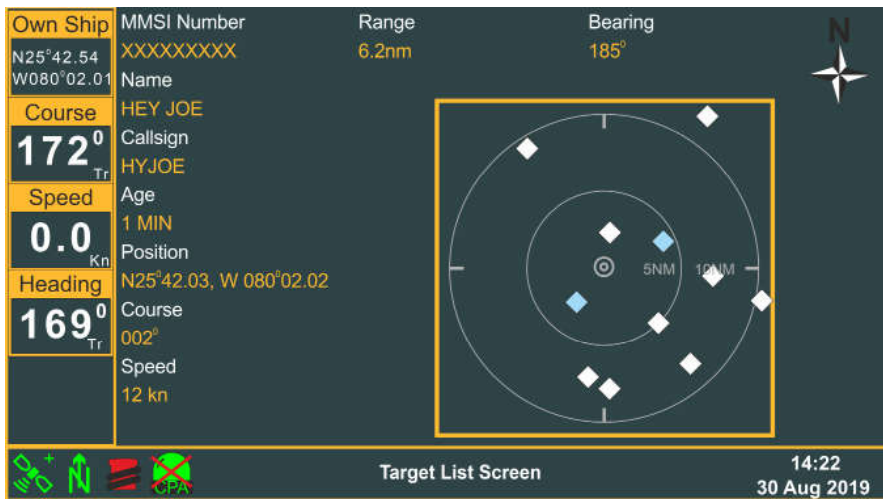 Own Ship
N25°42.54
W080°02.01
Course
172⁰
Tr
Speed
0.0
Kn
Heading
169⁰
Tr
MMSI Number
XXXXXXXXX
Range
6.2nm
Bearing
185°
Name
HEY JOE
Callsign
HYJOE
Age
1 MIN
Position
N25°42.03, W 080°02.02
Course
002°
Speed
12 kn
N
5NM
10NM
N
CPA
Target List Screen
14:22
30 Aug 2019